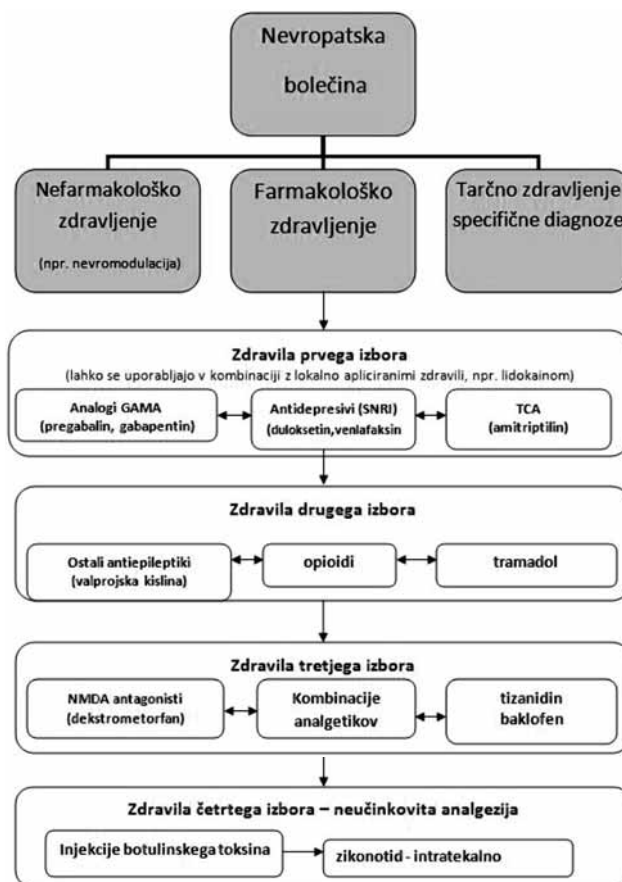 Nevropatska
bolečina
Nefarmakološko
zdravljenje
(npr. nevromodulacija)
Farmakološko
zdravljenje
Tarčno zdravljenje
specifične diagnoze
Zdravila prvega izbora
(lahko se uporabljajo v kombinaciji z lokalno apliciranimi zdravili, npr. lidokainom)
Analogi GAMA
(pregabalin, gabapentin)
Antidepresivi (SNRI)
(duloksetin,venlafaksin
TCA
(amitriptilin)
Zdravila drugega izbora
Ostali antiepileptiki
(valprojska kislina)
opioidi
tramadol
Zdravila tretjega izbora
NMDA antagonisti
(dekstrometorfan)
Kombinacije
analgetikov
tizanidin
baklofen
Zdravila četrtega izbora – neučinkovita analgezija
Injekcije botulinskega toksina
zikonotid - intratekalno